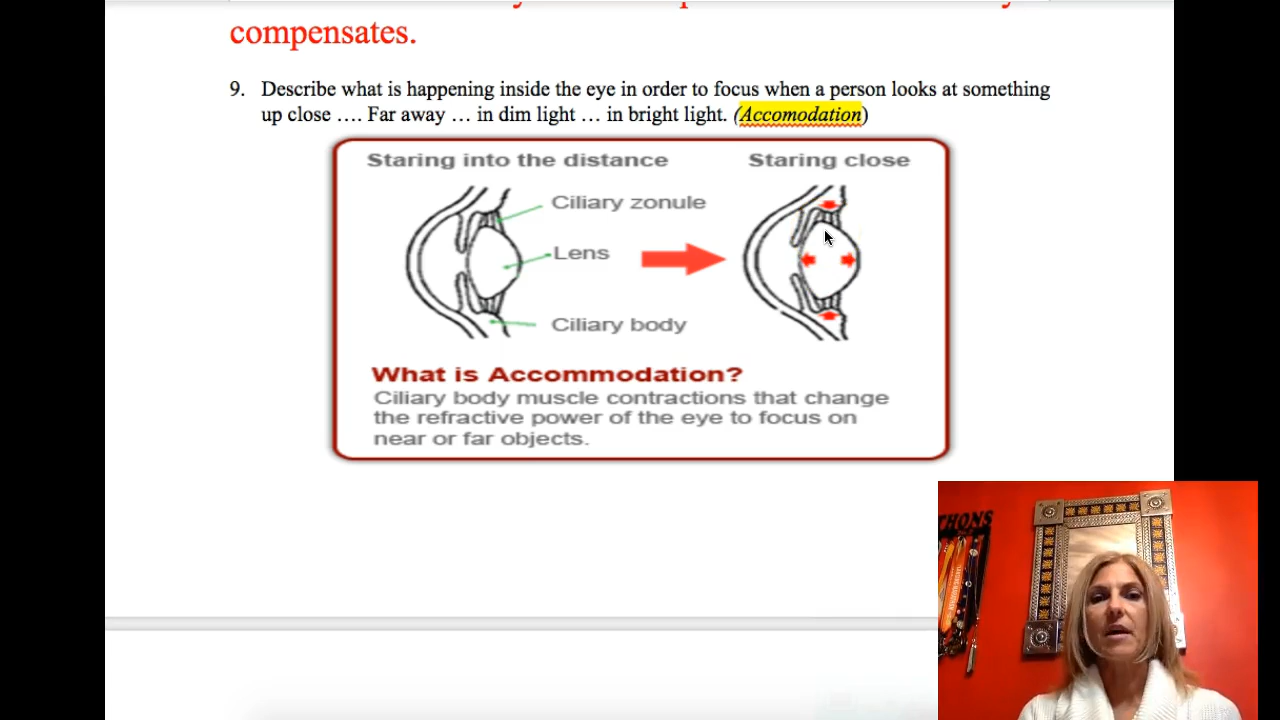 compensates.
9. Describe what is happening inside the eye in order to focus when a person looks at something
up close .... Far away ... in dim light ... in bright light. (Accomodation)
Staring into the distance
Staring close
Ciliary zonule
Lens
Ciliary body
What is Accommodation?
Ciliary body muscle contractions that change
the refractive power of the eye to focus on
near or far objects.
THONS